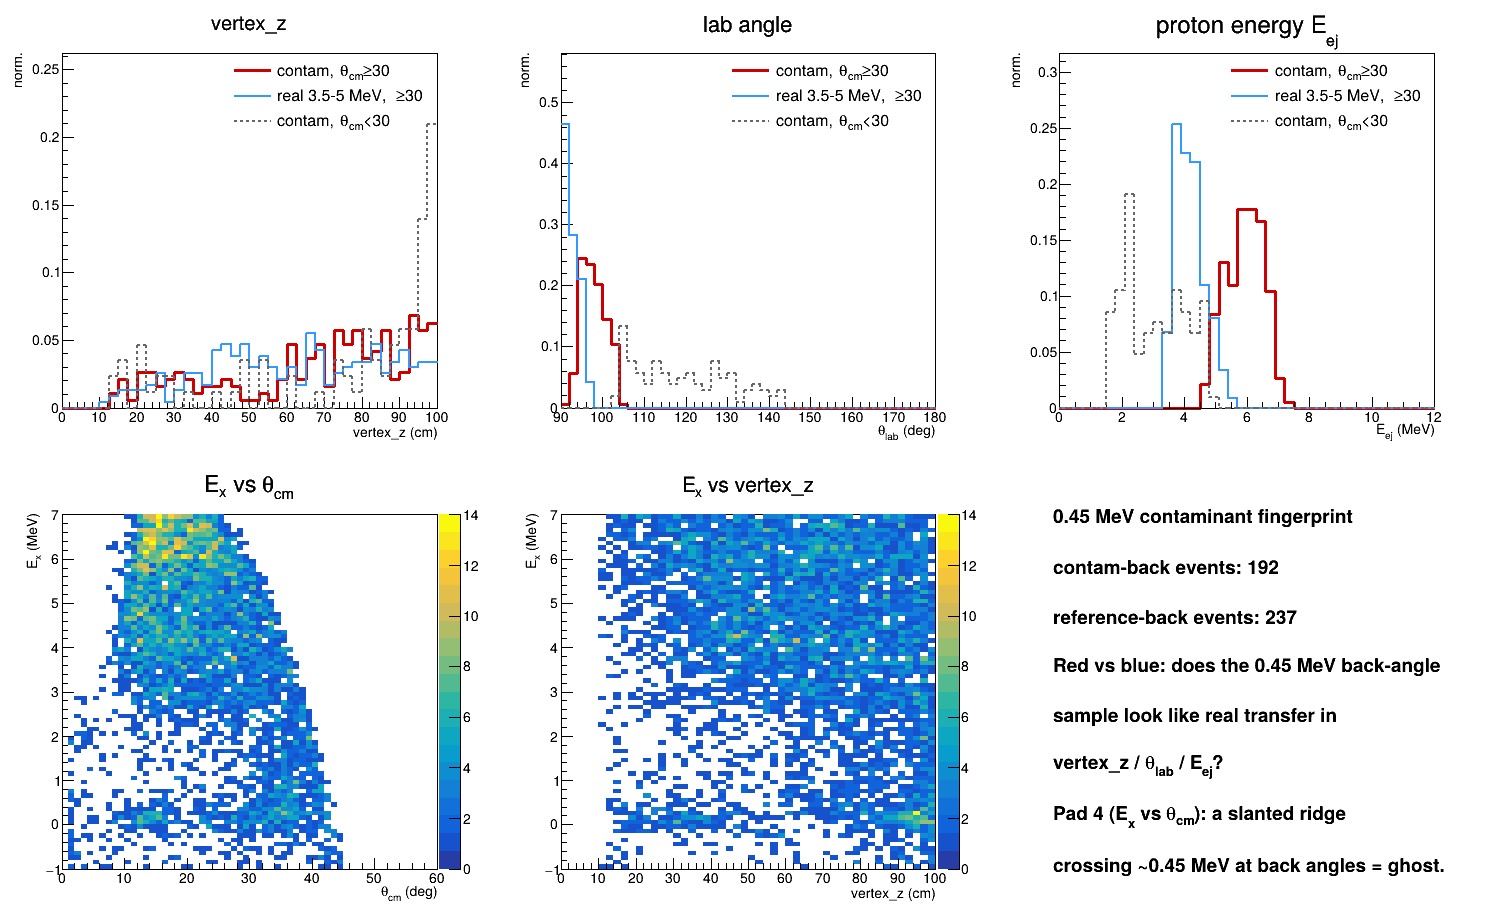 vertex_z
norm.
0.25
0.2
0.15
0.1
0.05
0
contam, θcm≥30
real 3.5-5 MeV, ≥30
contam, θcm<30
0 10 20 30 40 50 60 70 80 90 100
vertex_z (cm)
lab angle
norm.
0.5
0.4
0.3
0.2
0.1
0
contam, θcm≥30
real 3.5-5 MeV, ≥30
contam, θcm<30
90 100 110 120 130 140 150 160 170 180
θlab (deg)
proton energy Eej
norm.
0.3
0.25
0.2
0.15
0.1
0.05
0
contam, θcm≥30
real 3.5-5 MeV, ≥30
contam, θcm<30
0 2 4 6 8 10 12
Eej (MeV)
Ex vs θcm
Ex (MeV)
7
6
5
4
3
2
1
0
−1
0 10 20 30 40 50 60
θcm (deg)
14
12
10
8
6
4
2
0
Ex vs vertex_z
Ex (MeV)
7
6
5
4
3
2
1
0
−1
0 10 20 30 40 50 60 70 80 90 100
vertex_z (cm)
14
12
10
8
6
4
2
0
0.45 MeV contaminant fingerprint
contam-back events: 192
reference-back events: 237
Red vs blue: does the 0.45 MeV back-angle
sample look like real transfer in
vertex_z / θlab / Eej?
Pad 4 (Ex vs θcm): a slanted ridge
crossing ~0.45 MeV at back angles = ghost.